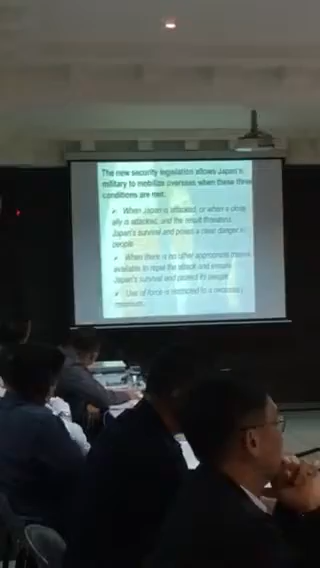 The new security legislation allows Japan's
military to mobilize overseas when these three
conditions are met:
✓ When Japan is attacked, or when a close
ally is attacked, and the result threatens
Japan's survival and poses a clear danger to
people
✓ When there is no other appropriate means
available to repel the attack and ensure
Japan's survival and protect its people
✓ Use of force is restricted to a necessary
minimum